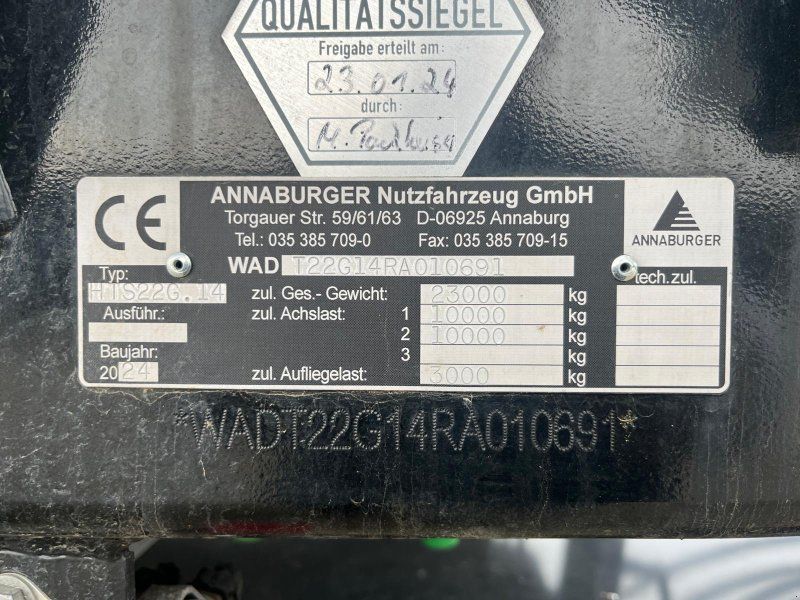 QUALITÄTSSIEGEL
Freigabe erteilt am:
23.01.24
durch:
ANNABURGER Nutzfahrzeug GmbH
Torgauer Str. 59/61/63 D-06925 Annaburg
Tel.: 035 385 709-0 Fax: 035 385 709-15
ANNABURGER
WAD T22G14RA010691
Typ:
HTS22G.14
Ausführ.:
Baujahr:
2024
zul. Ges.- Gewicht: 23000 kg
zul. Achslast: 1 10000 kg
2 10000 kg
3 kg
zul. Aufliegelast: 3000 kg
tech.zul.
*WADT22G14RA010691*